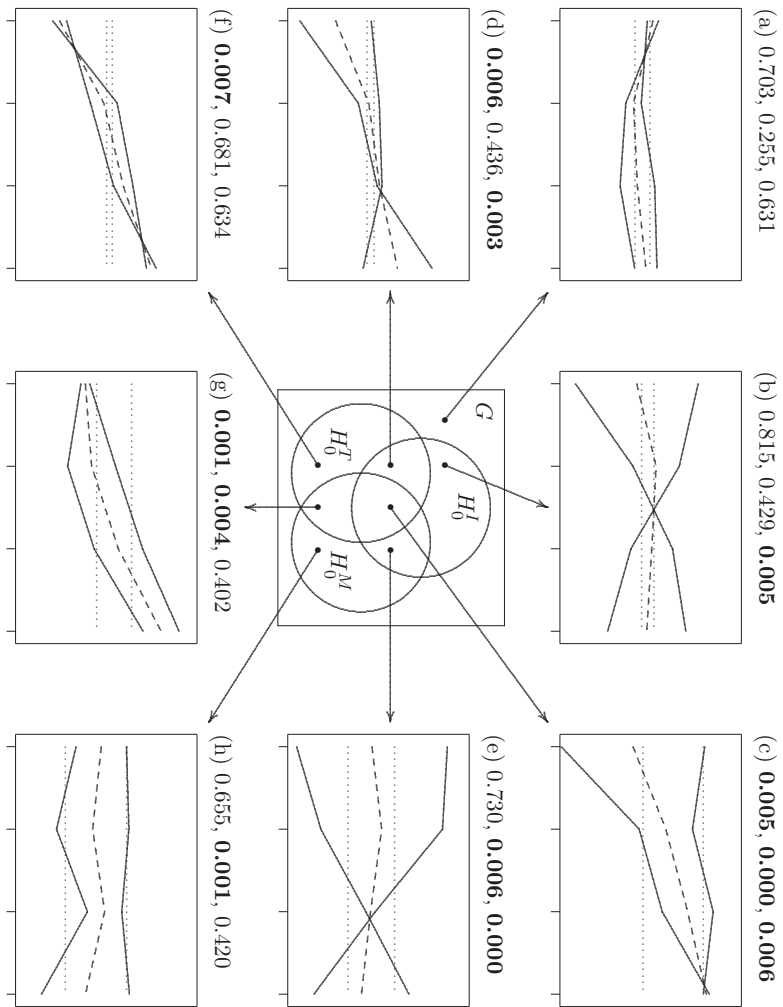 (a) 0.703, 0.255, 0.631
(b) 0.815, 0.429, 0.005
(c) 0.005, 0.000, 0.006
(d) 0.006, 0.436, 0.003
G
H_0^I
H_0^T
H_0^M
(e) 0.730, 0.006, 0.000
(f) 0.007, 0.681, 0.634
(g) 0.001, 0.004, 0.402
(h) 0.655, 0.001, 0.420